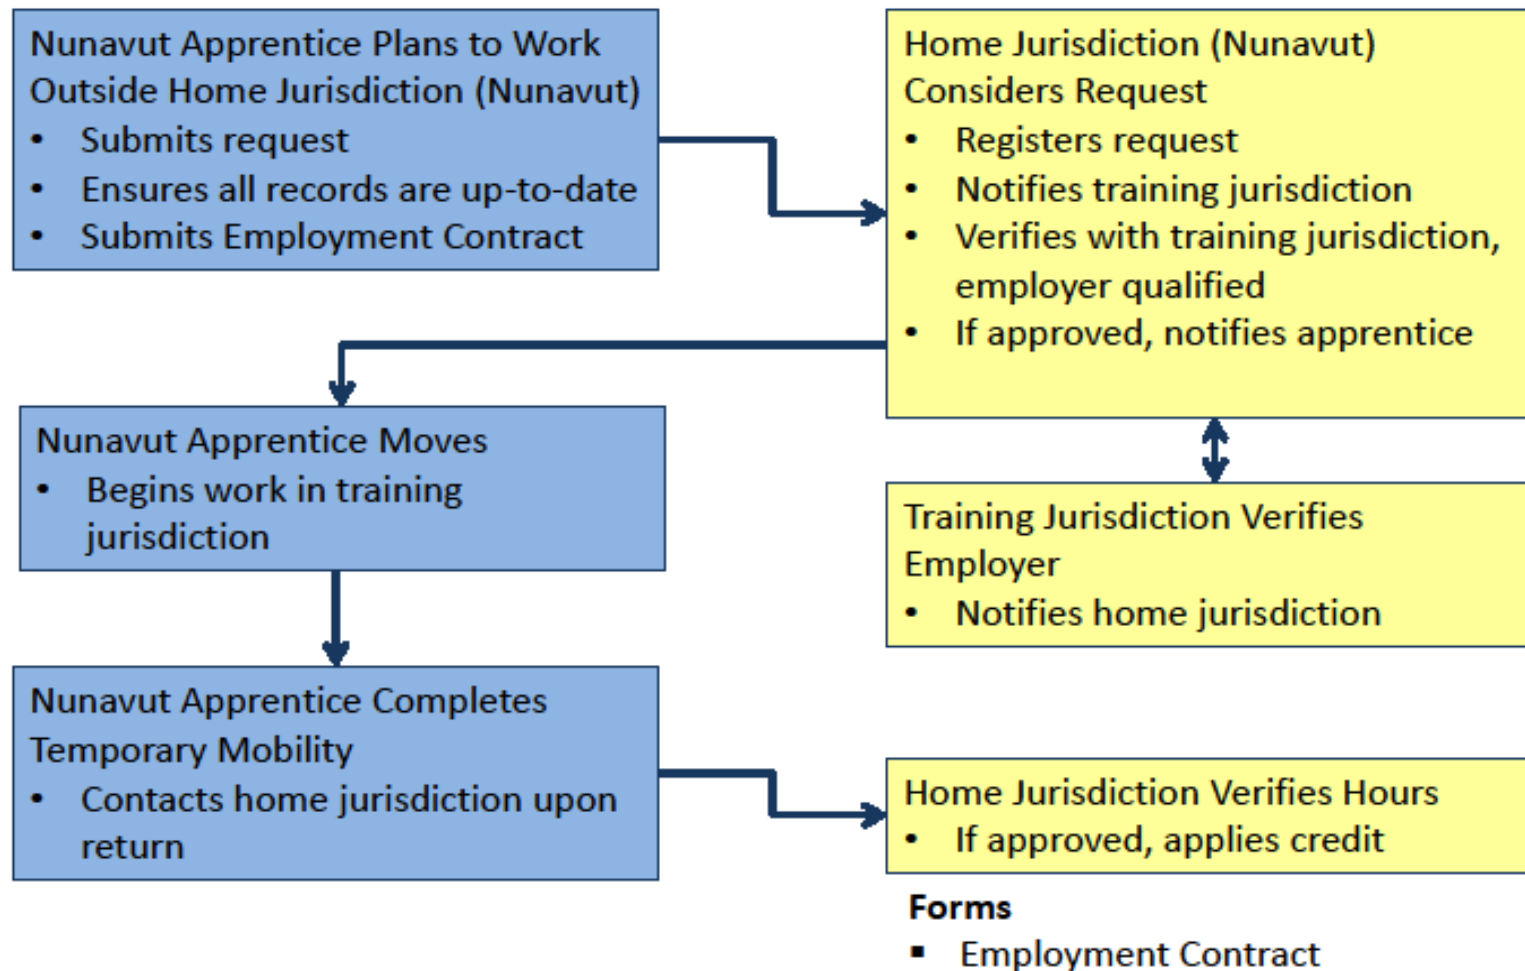 Nunavut Apprentice Plans to Work
Outside Home Jurisdiction (Nunavut)
• Submits request
• Ensures all records are up-to-date
• Submits Employment Contract
Home Jurisdiction (Nunavut)
Considers Request
• Registers request
• Notifies training jurisdiction
• Verifies with training jurisdiction,
employer qualified
• If approved, notifies apprentice
Nunavut Apprentice Moves
• Begins work in training
jurisdiction
Training Jurisdiction Verifies
Employer
• Notifies home jurisdiction
Nunavut Apprentice Completes
Temporary Mobility
• Contacts home jurisdiction upon
return
Home Jurisdiction Verifies Hours
• If approved, applies credit
Forms
▪ Employment Contract